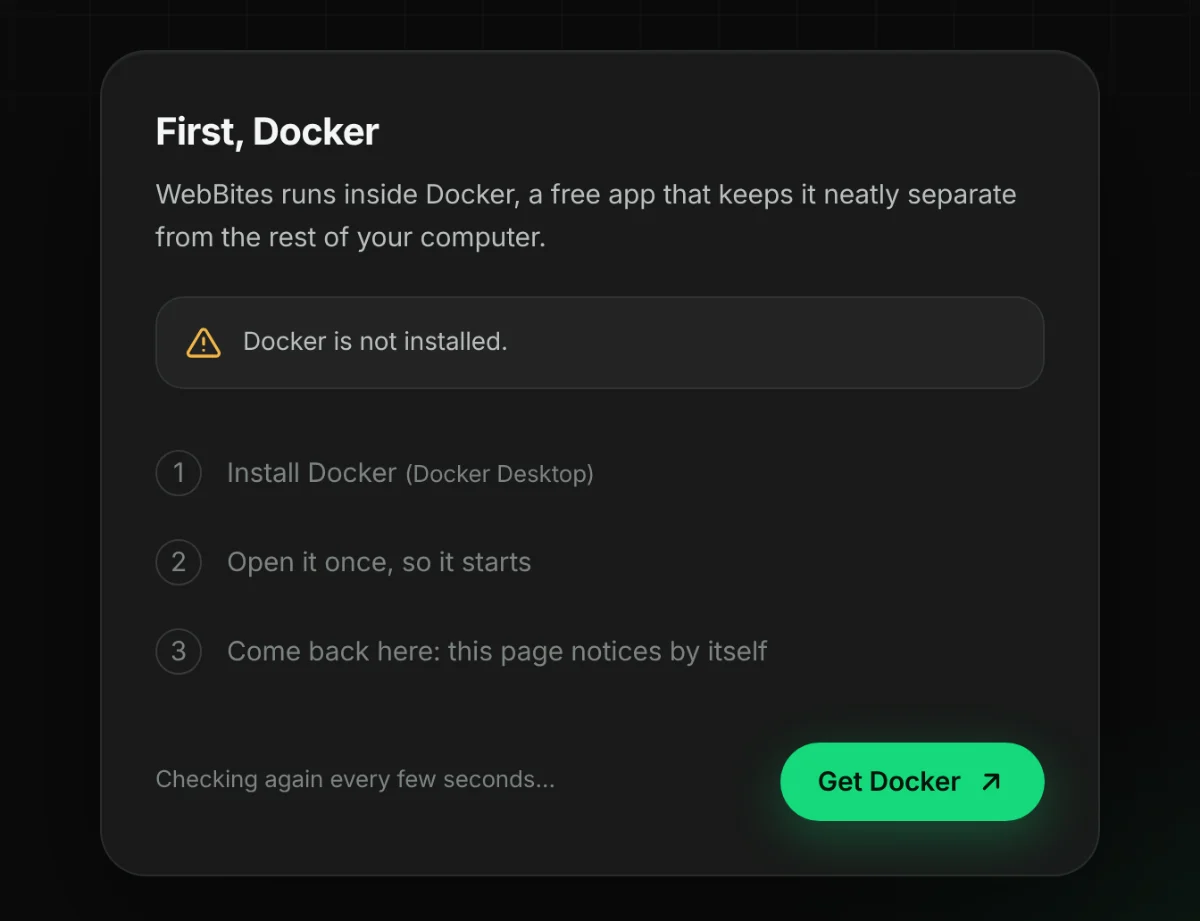 First, Docker
WebBites runs inside Docker, a free app that keeps it neatly separate
from the rest of your computer.
Docker is not installed.
1 Install Docker (Docker Desktop)
2 Open it once, so it starts
3 Come back here: this page notices by itself
Checking again every few seconds...
Get Docker